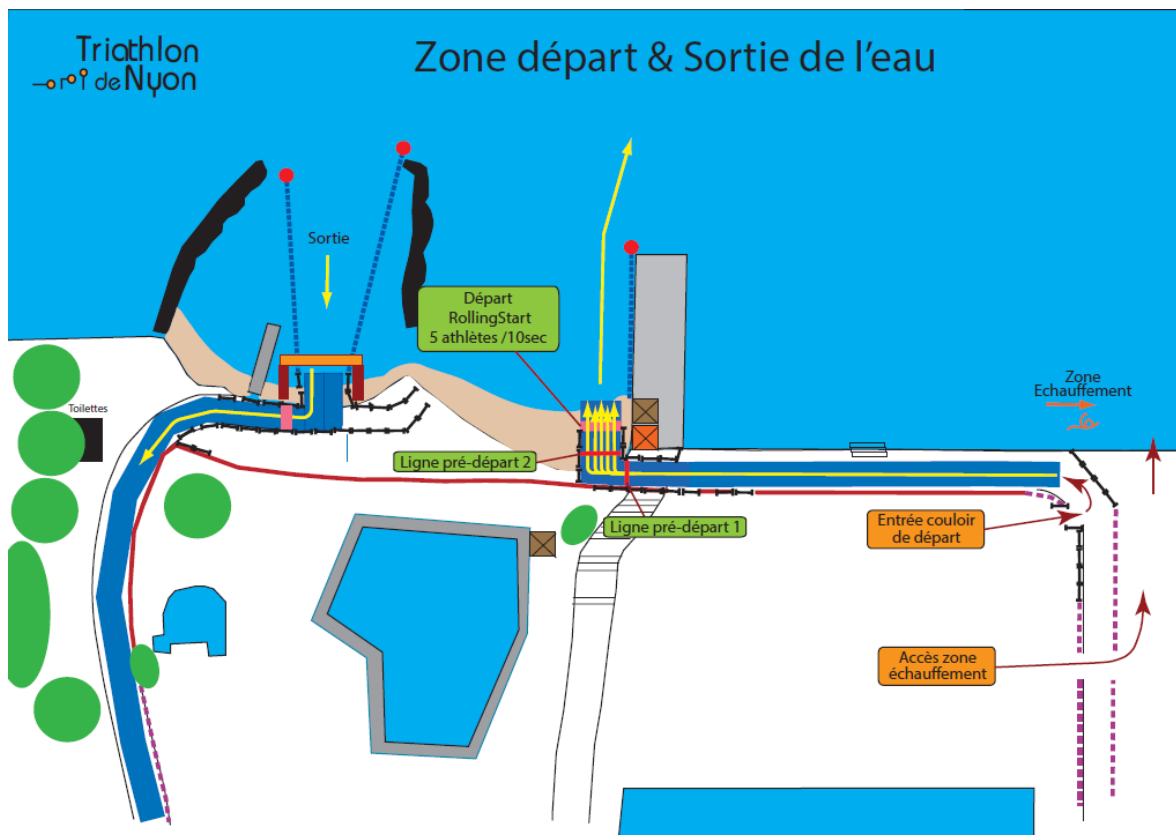 Triathlon
de Nyon
Zone départ & Sortie de l'eau
Sortie
Départ
RollingStart
5 athlètes /10sec
Zone
Echauffement
Toilettes
Ligne pré-départ 2
Ligne pré-départ 1
Entrée couloir
de départ
Accès zone
échauffement